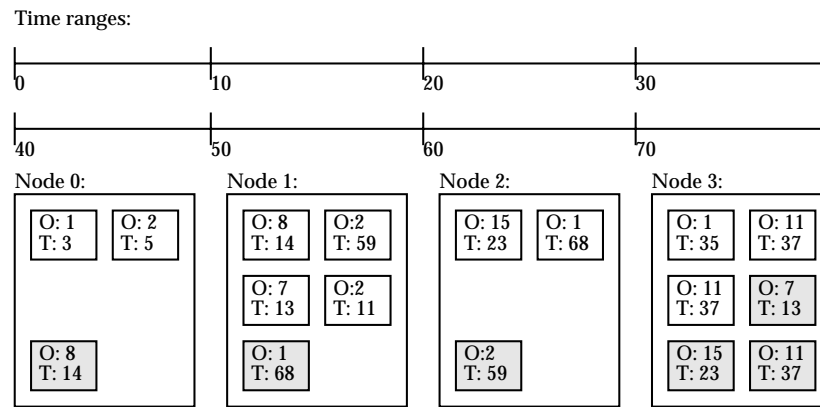 Time ranges:
0 10 20 30
40 50 60 70
Node 0: Node 1: Node 2: Node 3:
O: 1 O: 2 O: 8 O:2 O: 15 O: 1 O: 1 O: 11
T: 3 T: 5 T: 14 T: 59 T: 23 T: 68 T: 35 T: 37
O: 7 O:2 O: 11 O: 7
T: 13 T: 11 T: 37 T: 13
O: 8 O: 1 O:2 O: 15 O: 11
T: 14 T: 68 T: 59 T: 23 T: 37